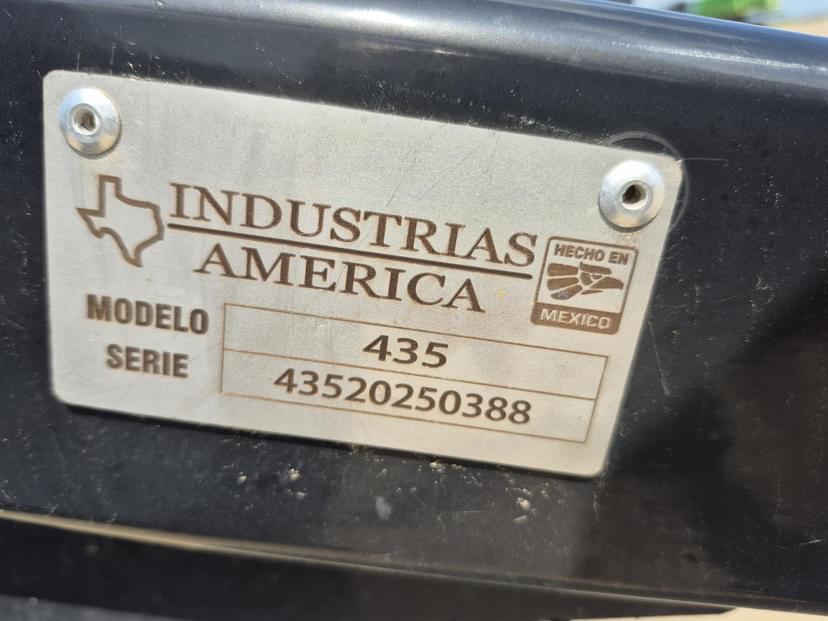 INDUSTRIAS
AMERICA
HECHO EN
MEXICO
MODELO 435
SERIE 43520250388